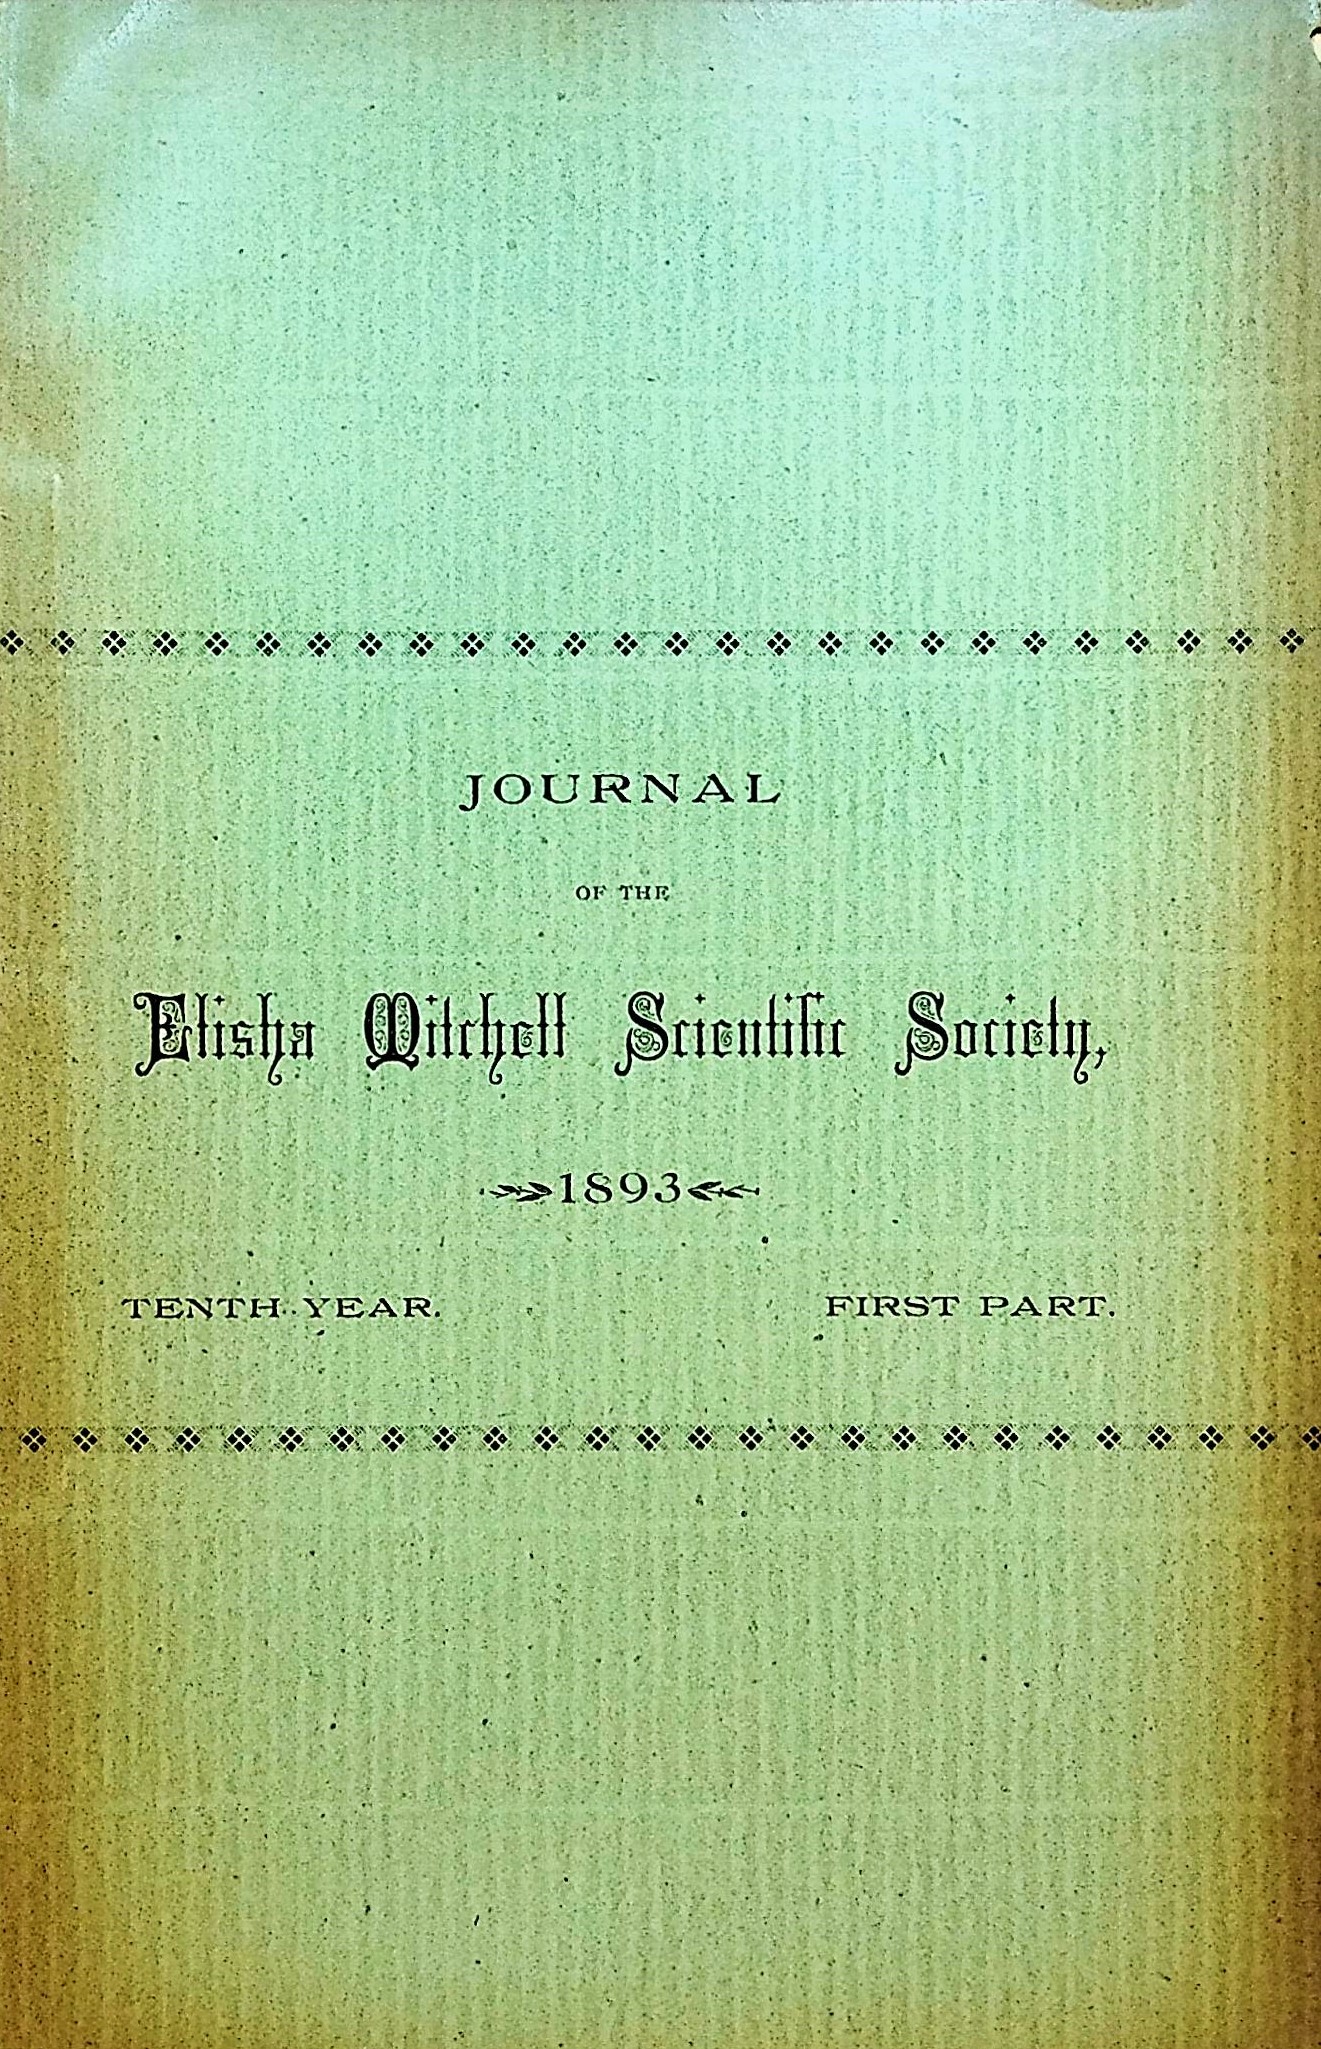 JOURNAL
OF THE
Elisha Mitchell Scientific Society,
1893
TENTH YEAR. FIRST PART.